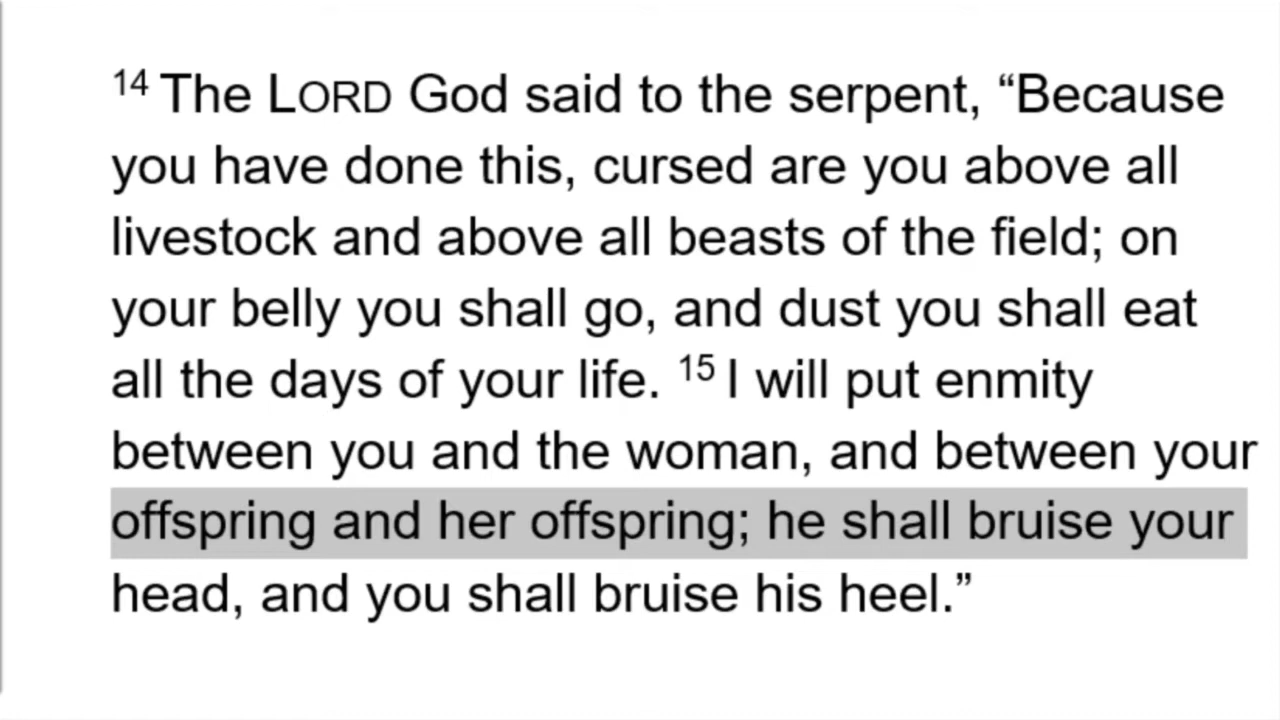 14 The LORD God said to the serpent, “Because
you have done this, cursed are you above all
livestock and above all beasts of the field; on
your belly you shall go, and dust you shall eat
all the days of your life. 15 I will put enmity
between you and the woman, and between your
offspring and her offspring; he shall bruise your
head, and you shall bruise his heel.”